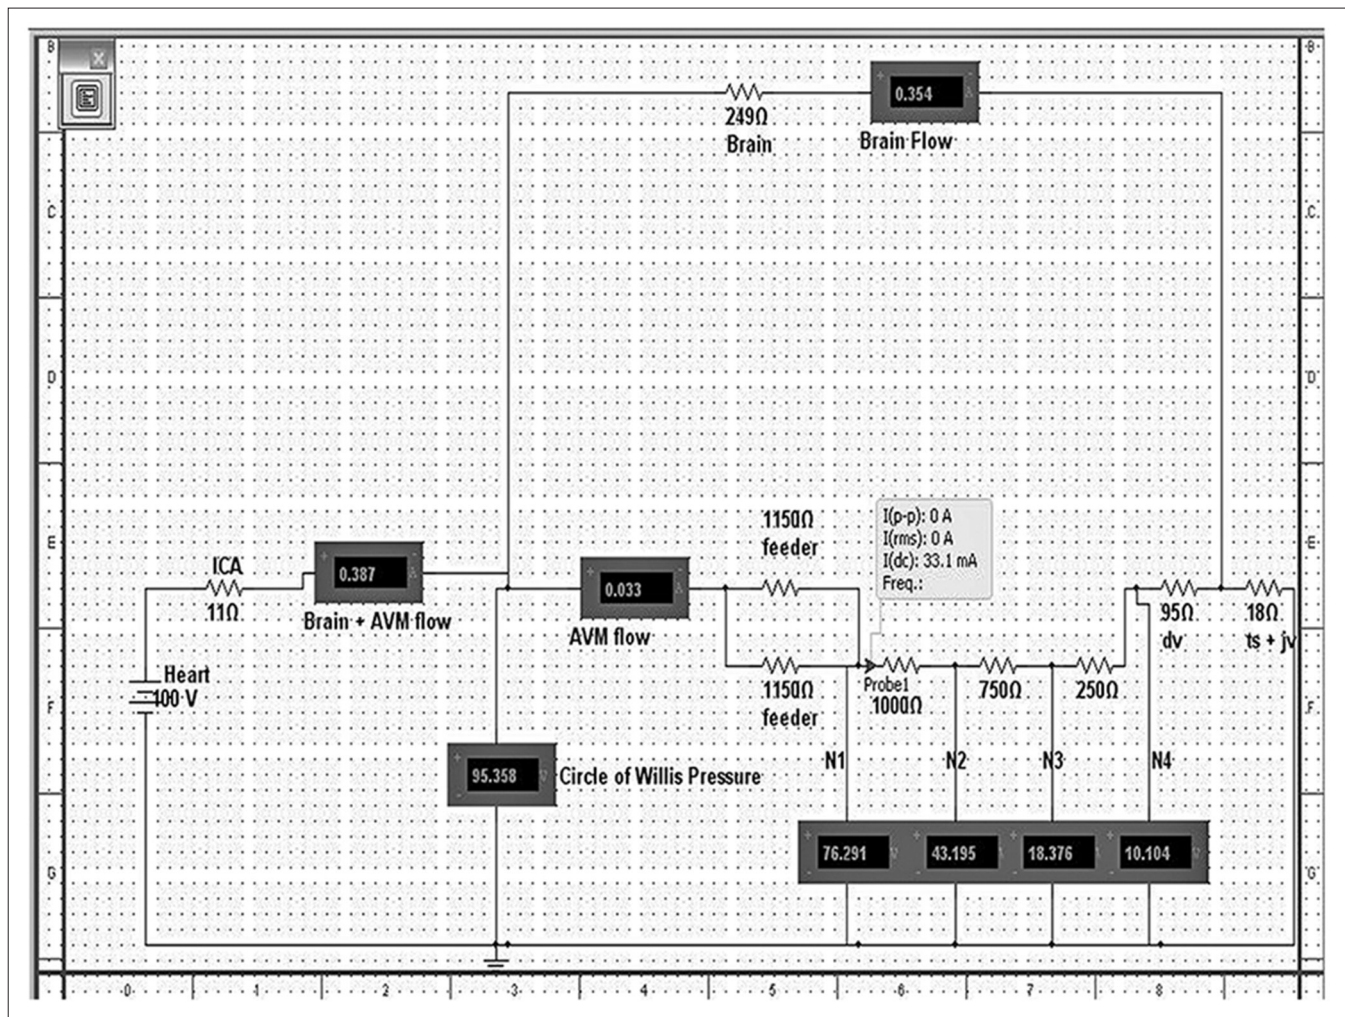 B
B
0.354
249Ω
Brain
Brain Flow
C
C
D
D
1150Ω
feeder
I(p-p): 0 A
I(rms): 0 A
I(dc): 33.1 mA
Freq.:
E
E
ICA
11Ω
0.387
Brain + AVM flow
0.033
AVM flow
95Ω
dv
18Ω
ts + jv
Heart
100 V
1150Ω
feeder
Probe1
1000Ω
750Ω
250Ω
F
F
95.358
Circle of Willis Pressure
N1
N2
N3
N4
76.291
43.195
18.376
10.104
G
G
0
1
2
3
4
5
6
7
8